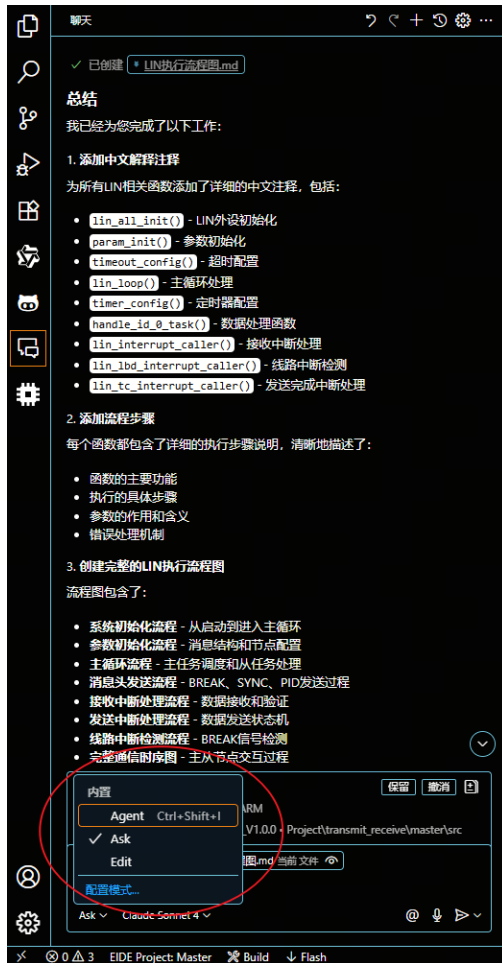 聊天
已创建 LIN执行流程图.md
总结
我已经为您完成了以下工作：
1. 添加中文解释注释
为所有LIN相关函数添加了详细的中文注释，包括：
lin_all_init() - LIN外设初始化
param_init() - 参数初始化
timeout_config() - 超时配置
lin_loop() - 主循环处理
timer_config() - 定时器配置
handle_id_0_task() - 数据处理函数
lin_interrupt_caller() - 接收中断处理
lin_lbd_interrupt_caller() - 线路中断检测
lin_tc_interrupt_caller() - 发送完成中断处理
2. 添加流程步骤
每个函数都包含了详细的执行步骤说明，清晰地描述了：
函数的主要功能
执行的具体步骤
参数的作用和含义
错误处理机制
3. 创建完整的LIN执行流程图
流程图包含了：
系统初始化流程 - 从启动到进入主循环
参数初始化流程 - 消息结构和节点配置
主循环流程 - 主任务调度和从任务处理
消息头发送流程 - BREAK、SYNC、PID发送过程
接收中断处理流程 - 数据接收和验证
发送中断处理流程 - 数据发送状态机
线路中断检测流程 - BREAK信号检测
完整通信时序图 - 主从节点交互过程
保留 撤消
内置
Agent Ctrl+Shift+I
ARM
Ask
_V1.0.0 • Project\transmit_receive\master\src
Edit
程图.md 当前文件
配置模式...
Ask Claude Sonnet 4
0 3 EIDE Project: Master Build Flash